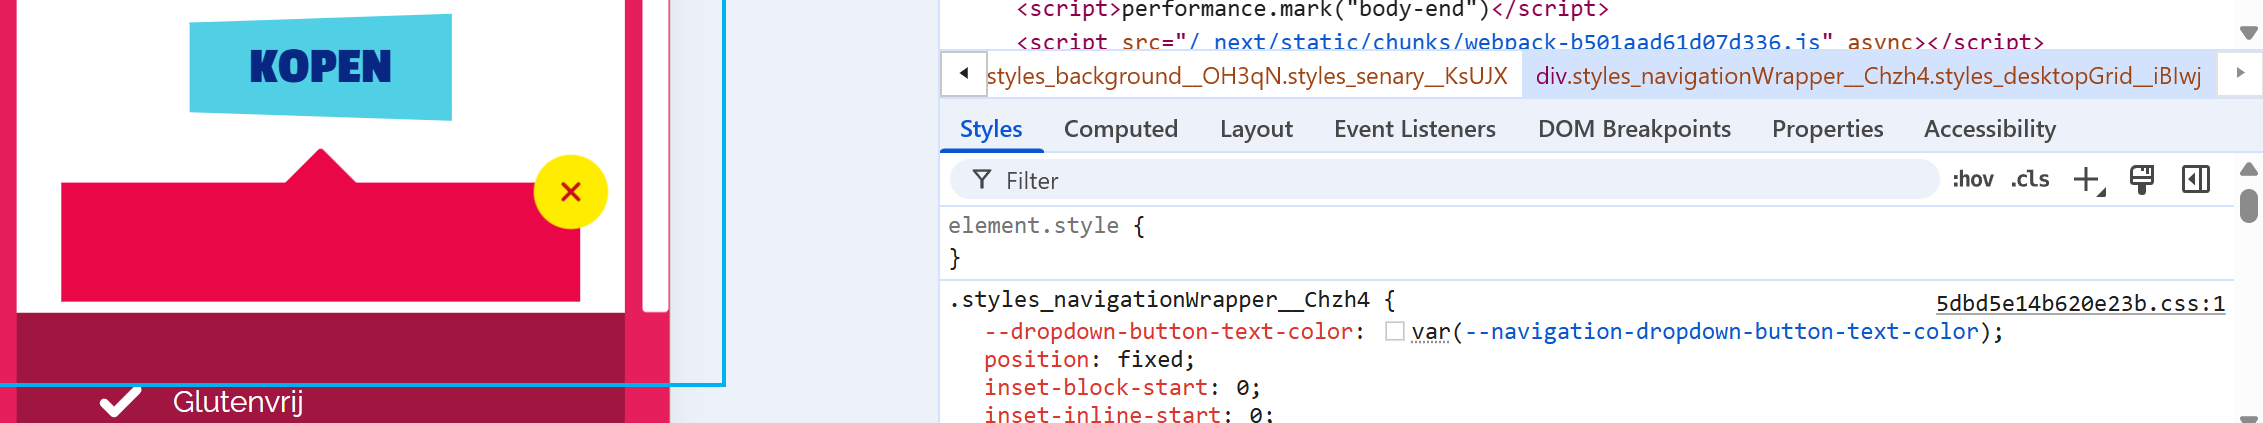 KOPEN
Glutenvrij
<script>performance.mark("body-end")</script>
<script src="/_next/static/chunks/webpack-b501aad61d07d336.js" async></script>
styles_background__OH3qN.styles_senary__KsUJX div.styles_navigationWrapper__Chzh4.styles_desktopGrid__iBIwj
Styles Computed Layout Event Listeners DOM Breakpoints Properties Accessibility
Filter :hov .cls
element.style {
}
.styles_navigationWrapper__Chzh4 { 5dbd5e14b620e23b.css:1
--dropdown-button-text-color: var(--navigation-dropdown-button-text-color);
position: fixed;
inset-block-start: 0;
inset-inline-start: 0;